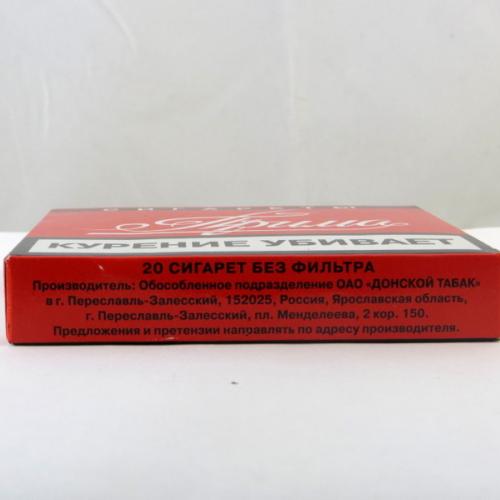 СИГАРЕТЫ
Прима
КУРЕНИЕ УБИВАЕТ
20 СИГАРЕТ БЕЗ ФИЛЬТРА
Производитель: Обособленное подразделение ОАО «ДОНСКОЙ ТАБАК»
в г. Переславль-Залесский, 152025, Россия, Ярославская область,
г. Переславль-Залесский, пл. Менделеева, 2 кор. 150.
Предложения и претензии направлять по адресу производителя.